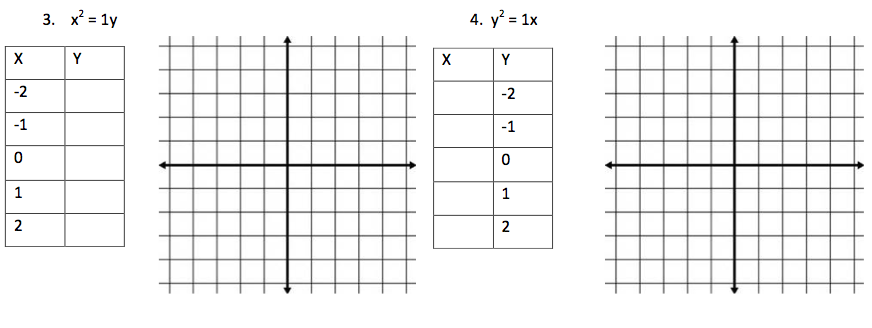 3. x² = 1y
X Y
-2
-1
0
1
2
4. y² = 1x
X Y
-2
-1
0
1
2